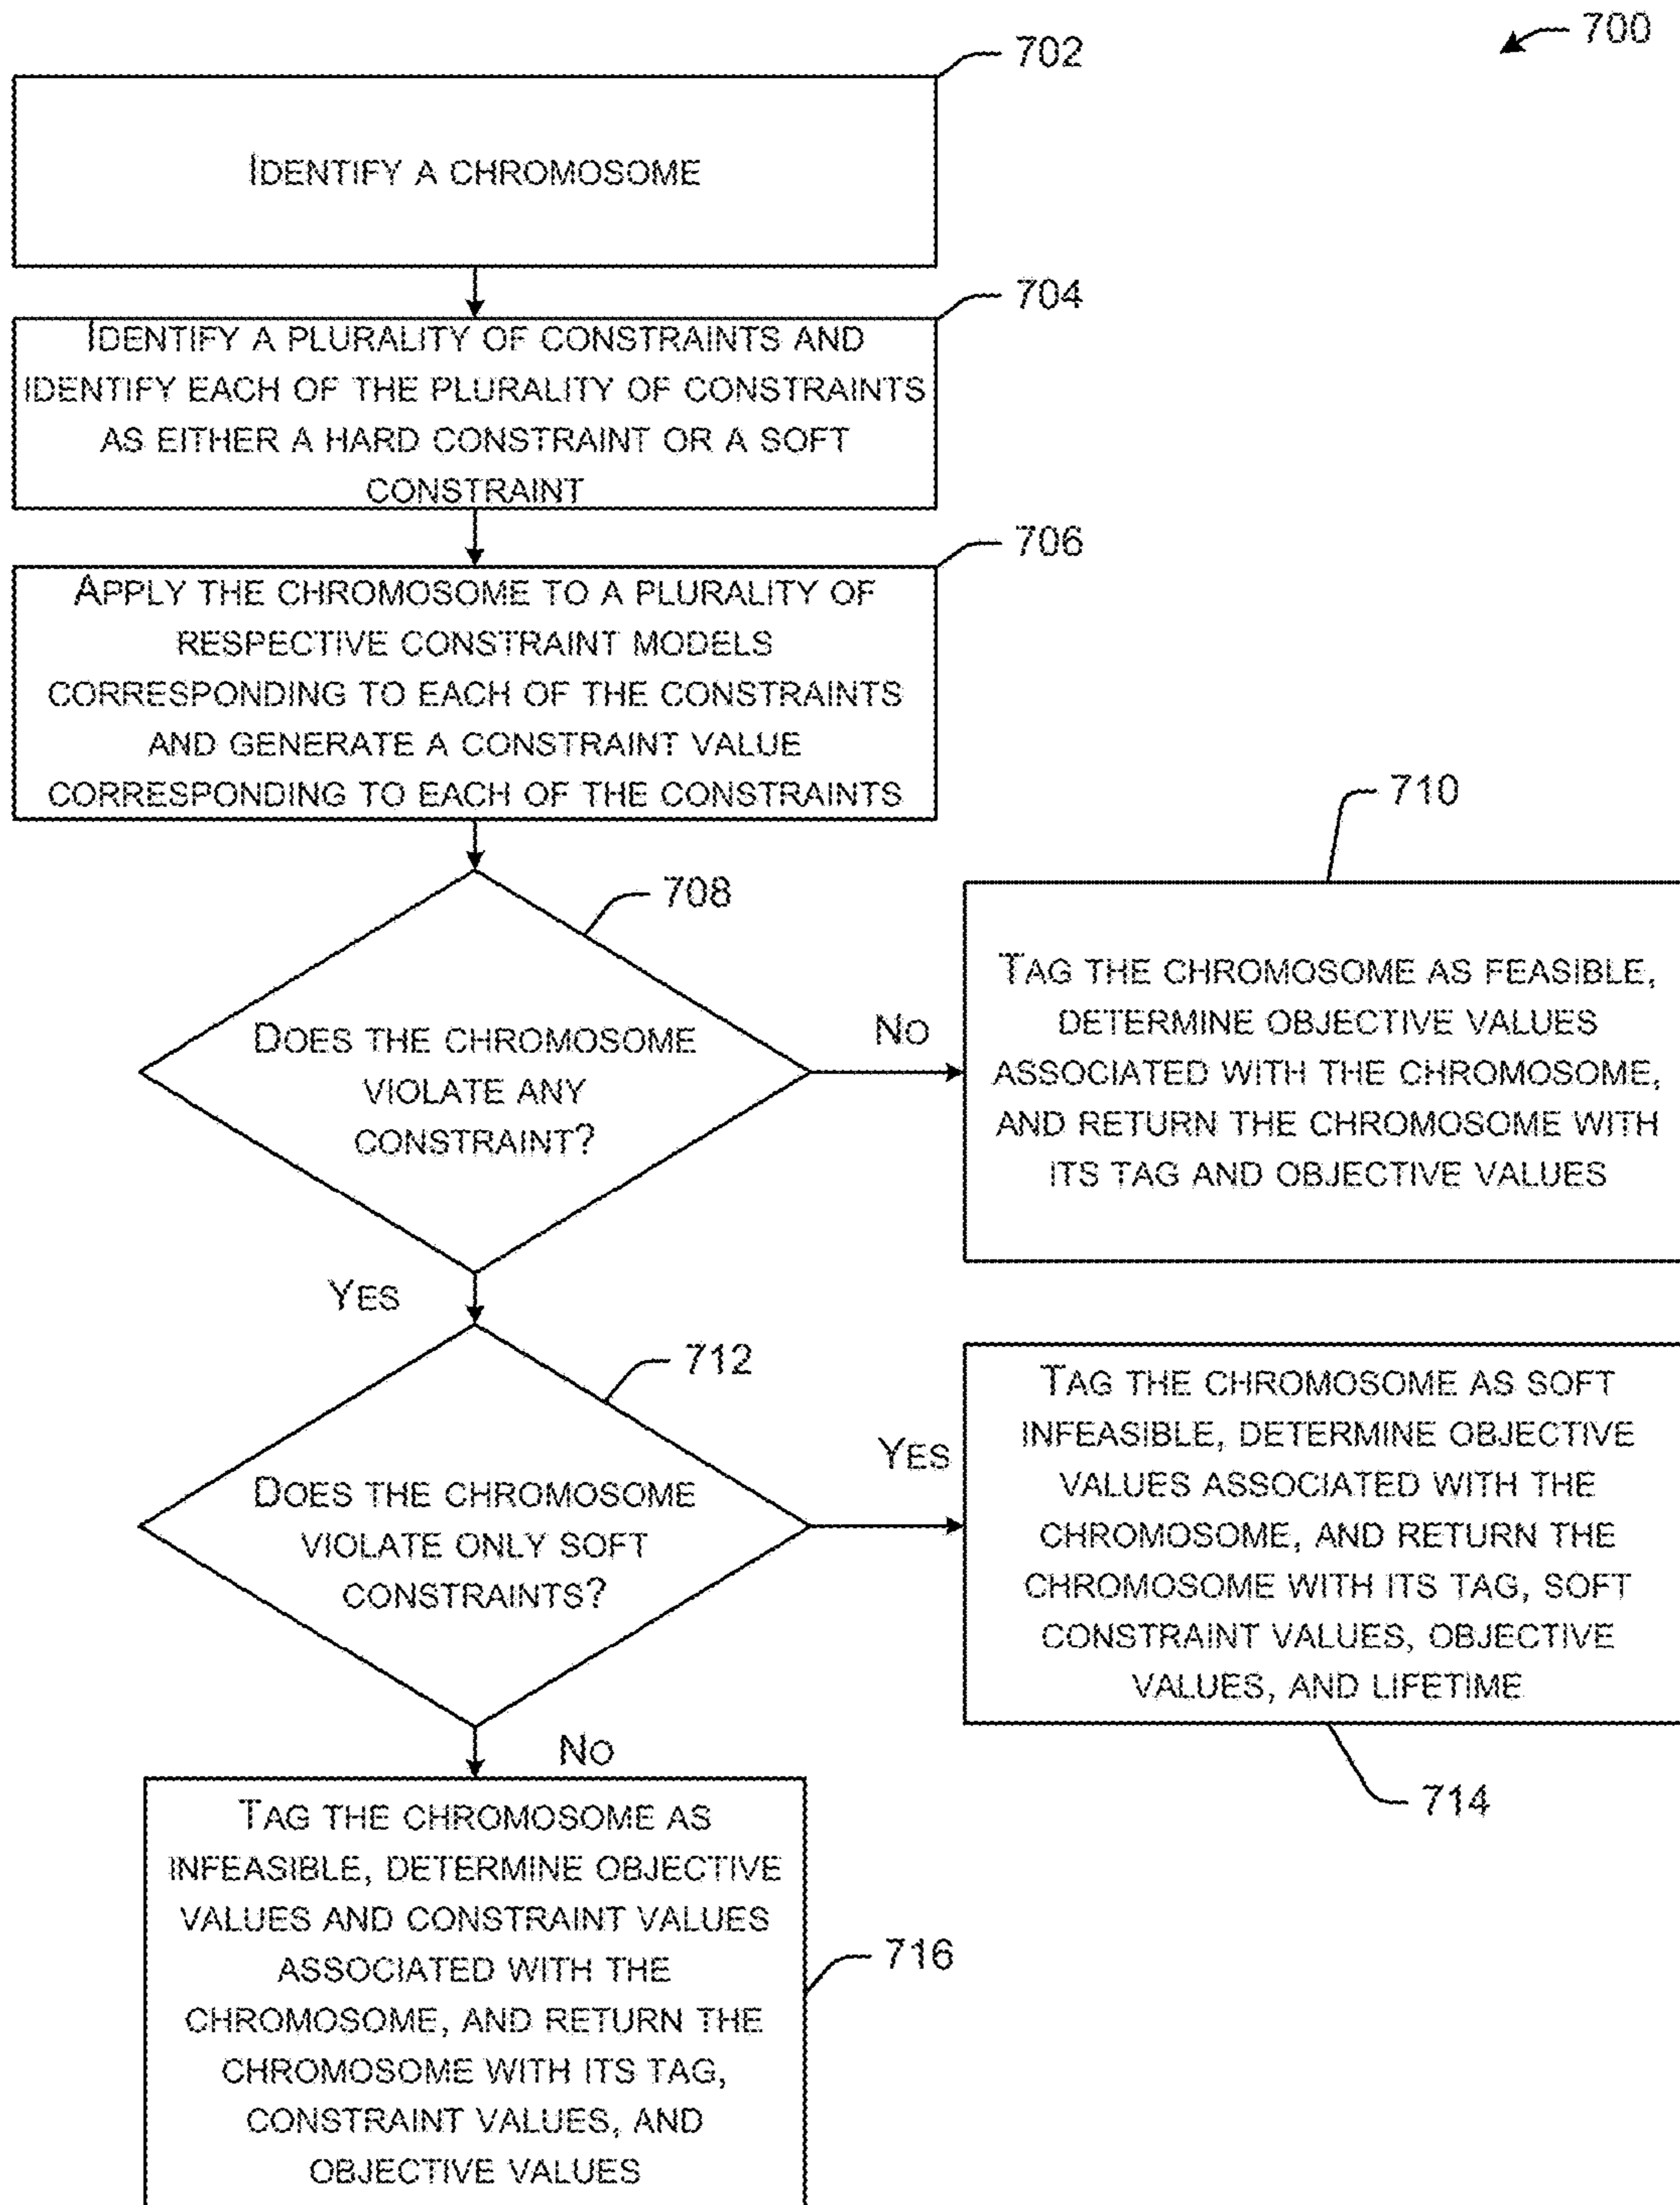 700
702
IDENTIFY A CHROMOSOME
704
IDENTIFY A PLURALITY OF CONSTRAINTS AND
IDENTIFY EACH OF THE PLURALITY OF CONSTRAINTS
AS EITHER A HARD CONSTRAINT OR A SOFT
CONSTRAINT
706
APPLY THE CHROMOSOME TO A PLURALITY OF
RESPECTIVE CONSTRAINT MODELS
CORRESPONDING TO EACH OF THE CONSTRAINTS
AND GENERATE A CONSTRAINT VALUE
CORRESPONDING TO EACH OF THE CONSTRAINTS
708
DOES THE CHROMOSOME
VIOLATE ANY
CONSTRAINT?
NO
710
TAG THE CHROMOSOME AS FEASIBLE,
DETERMINE OBJECTIVE VALUES
ASSOCIATED WITH THE CHROMOSOME,
AND RETURN THE CHROMOSOME WITH
ITS TAG AND OBJECTIVE VALUES
YES
712
DOES THE CHROMOSOME
VIOLATE ONLY SOFT
CONSTRAINTS?
YES
TAG THE CHROMOSOME AS SOFT
INFEASIBLE, DETERMINE OBJECTIVE
VALUES ASSOCIATED WITH THE
CHROMOSOME, AND RETURN THE
CHROMOSOME WITH ITS TAG, SOFT
CONSTRAINT VALUES, OBJECTIVE
VALUES, AND LIFETIME
714
NO
TAG THE CHROMOSOME AS
INFEASIBLE, DETERMINE OBJECTIVE
VALUES AND CONSTRAINT VALUES
ASSOCIATED WITH THE
CHROMOSOME, AND RETURN THE
CHROMOSOME WITH ITS TAG,
CONSTRAINT VALUES, AND
OBJECTIVE VALUES
716